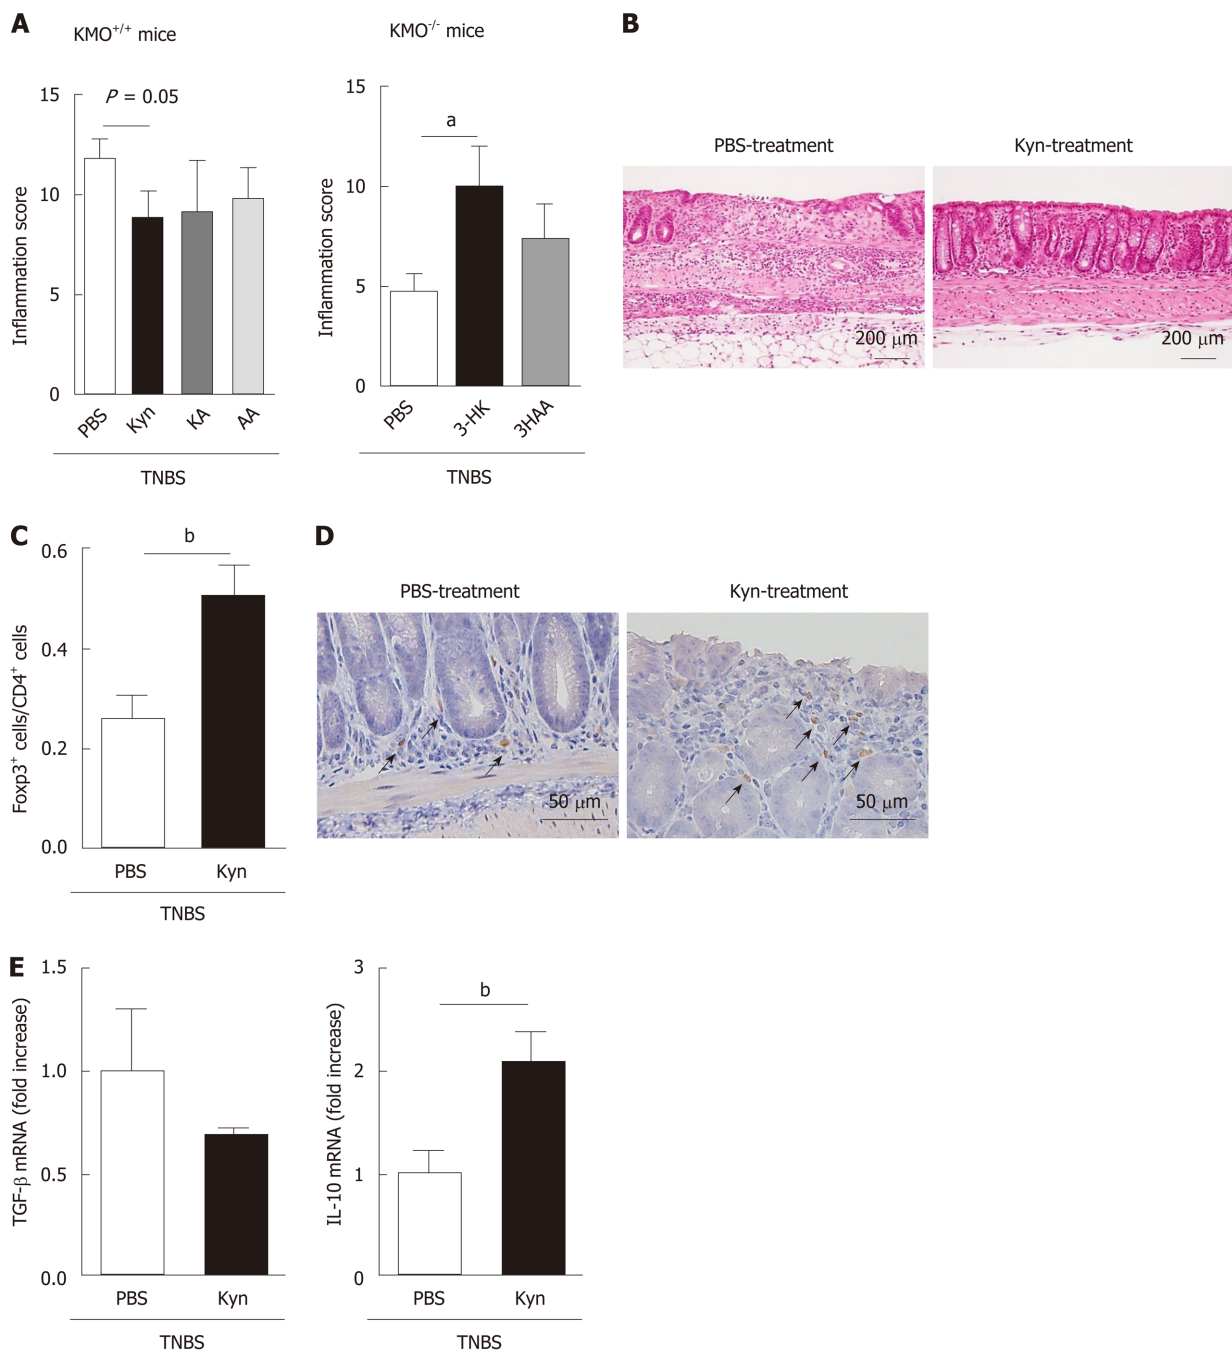 A
KMO+/+ mice
KMO-/- mice
B
15
10
5
0
Inflammation score
P = 0.05
PBS
Kyn
KA
AA
TNBS
15
10
5
0
Inflammation score
a
PBS
3-HK
3HAA
TNBS
PBS-treatment
Kyn-treatment
200 μm
200 μm
C
0.6
0.4
0.2
0.0
Foxp3+ cells/CD4+ cells
b
PBS
Kyn
TNBS
D
PBS-treatment
Kyn-treatment
50 μm
50 μm
E
1.5
1.0
0.5
0.0
TGF-β mRNA (fold increase)
PBS
Kyn
TNBS
3
2
1
0
IL-10 mRNA (fold increase)
b
PBS
Kyn
TNBS